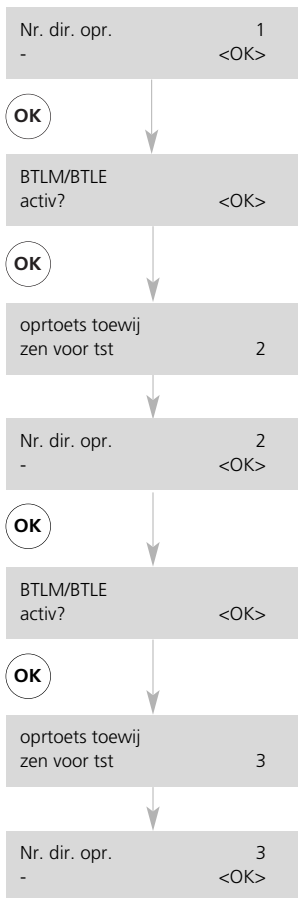 Nr. dir. opr. 1
- <OK>
OK
BTLM/BTLE
activ? <OK>
OK
oprtoets toewij
zen voor tst 2
Nr. dir. opr. 2
- <OK>
OK
BTLM/BTLE
activ? <OK>
OK
oprtoets toewij
zen voor tst 3
Nr. dir. opr. 3
- <OK>